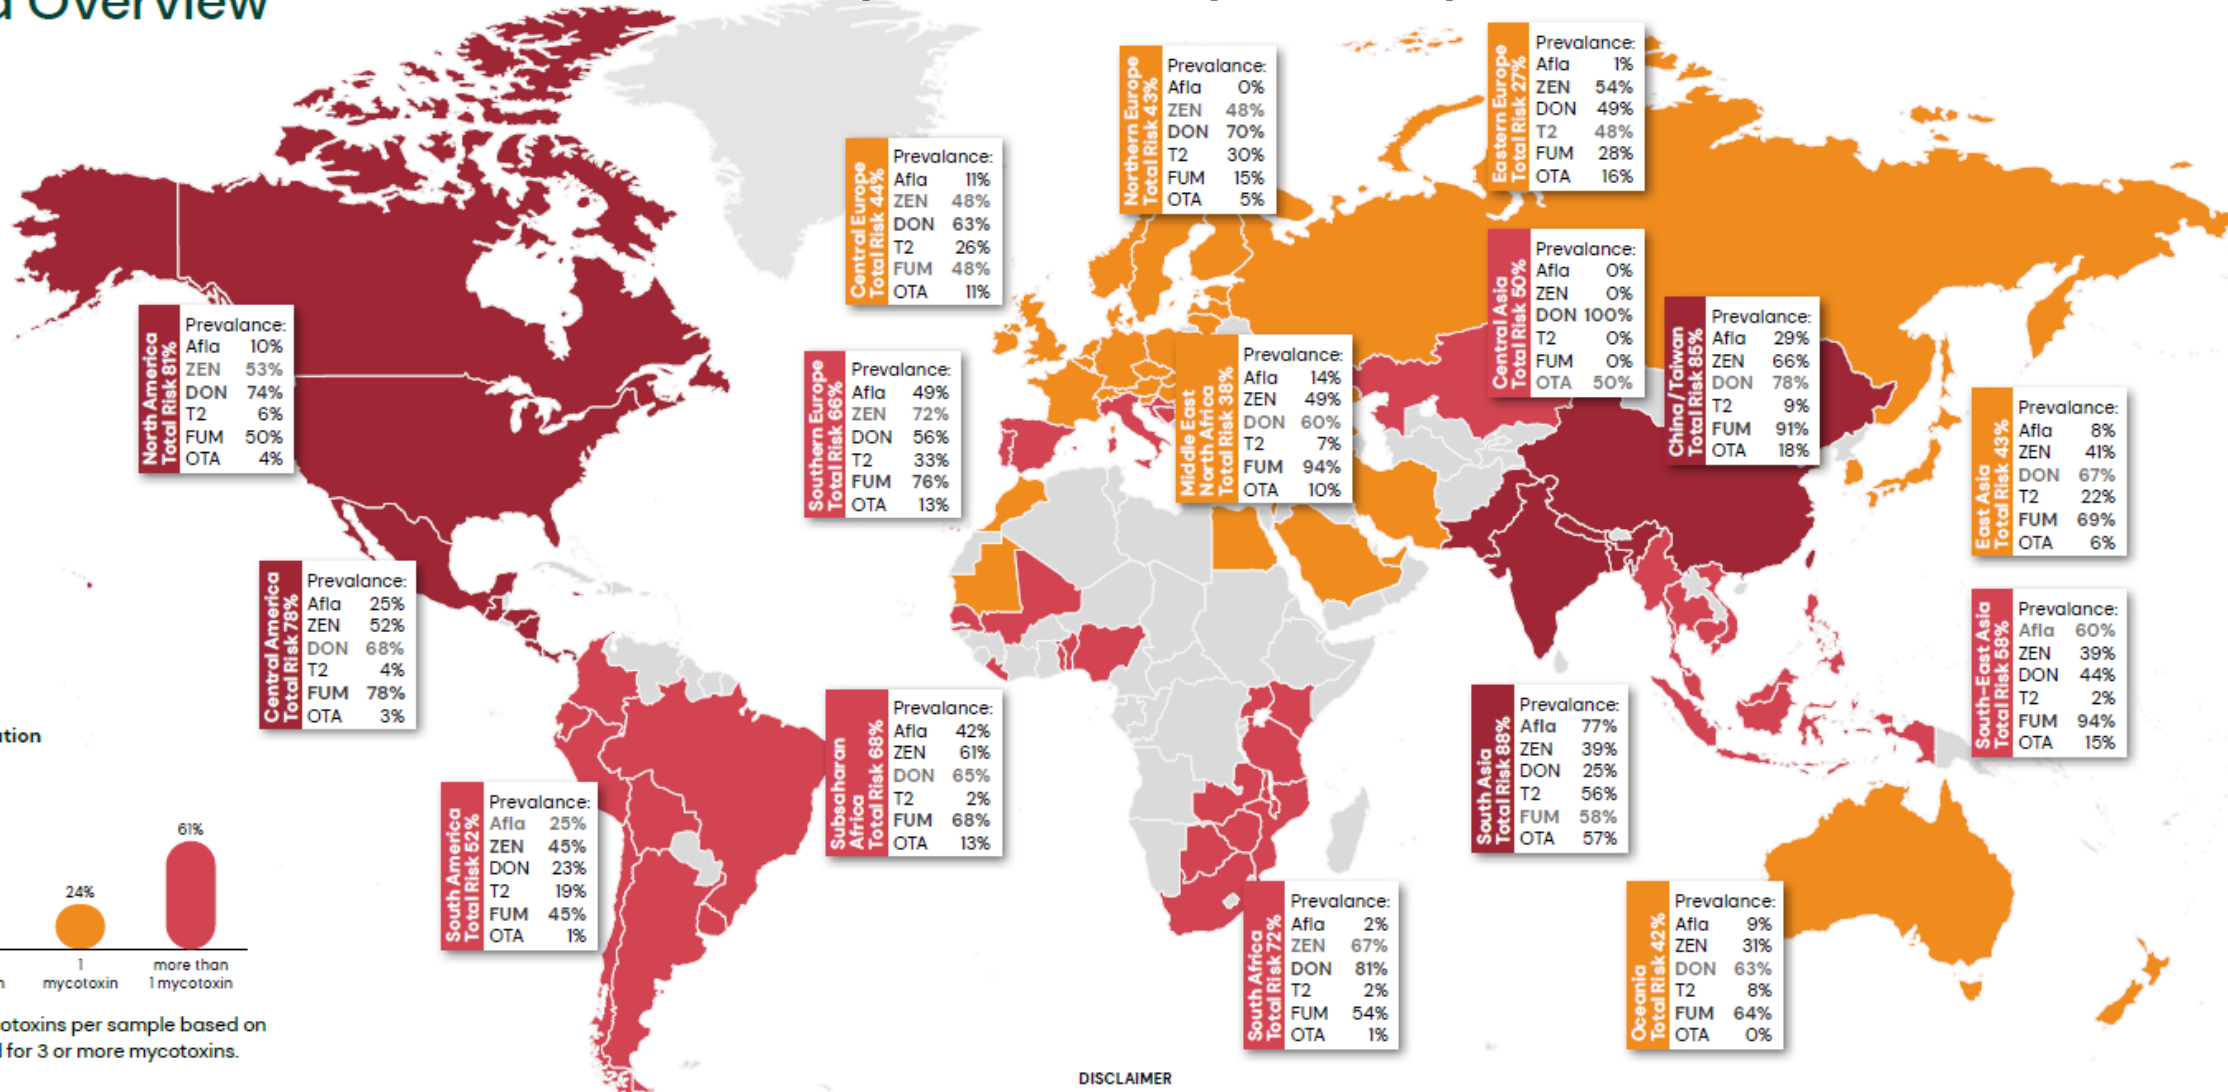 Overview
Northern Europe
Total Risk 43%
Prevalance:
Afla 0%
ZEN 48%
DON 70%
T2 30%
FUM 15%
OTA 5%
Eastern Europe
Total Risk 27%
Prevalance:
Afla 1%
ZEN 54%
DON 49%
T2 48%
FUM 28%
OTA 16%
Central Europe
Total Risk 44%
Prevalance:
Afla 11%
ZEN 48%
DON 63%
T2 26%
FUM 48%
OTA 11%
Central Asia
Total Risk 50%
Prevalance:
Afla 0%
ZEN 0%
DON 100%
T2 0%
FUM 0%
OTA 50%
North America
Total Risk 81%
Prevalance:
Afla 10%
ZEN 53%
DON 74%
T2 6%
FUM 50%
OTA 4%
Southern Europe
Total Risk 66%
Prevalance:
Afla 49%
ZEN 72%
DON 56%
T2 33%
FUM 76%
OTA 13%
Middle East
North Africa
Total Risk 38%
Prevalance:
Afla 14%
ZEN 49%
DON 60%
T2 7%
FUM 94%
OTA 10%
China / Taiwan
Total Risk 85%
Prevalance:
Afla 29%
ZEN 66%
DON 78%
T2 9%
FUM 91%
OTA 18%
East Asia
Total Risk 43%
Prevalance:
Afla 8%
ZEN 41%
DON 67%
T2 22%
FUM 69%
OTA 6%
Central America
Total Risk 78%
Prevalance:
Afla 25%
ZEN 52%
DON 68%
T2 4%
FUM 78%
OTA 3%
South-East Asia
Total Risk 58%
Prevalance:
Afla 60%
ZEN 39%
DON 44%
T2 2%
FUM 94%
OTA 15%
Subsaharan
Africa
Total Risk 68%
Prevalance:
Afla 42%
ZEN 61%
DON 65%
T2 2%
FUM 68%
OTA 13%
South Asia
Total Risk 88%
Prevalance:
Afla 77%
ZEN 39%
DON 25%
T2 56%
FUM 58%
OTA 57%
South America
Total Risk 52%
Prevalance:
Afla 25%
ZEN 45%
DON 23%
T2 19%
FUM 45%
OTA 1%
South Africa
Total Risk 72%
Prevalance:
Afla 2%
ZEN 67%
DON 81%
T2 2%
FUM 54%
OTA 1%
Oceania
Total Risk 42%
Prevalance:
Afla 9%
ZEN 31%
DON 63%
T2 8%
FUM 64%
OTA 0%
24%
61%
1
mycotoxin
more than
1 mycotoxin
otoxins per sample based on
for 3 or more mycotoxins.
DISCLAIMER